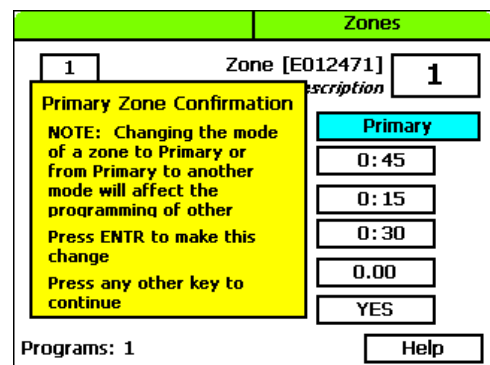 Zones
1
Zone [E012471]
1
scription
Primary Zone Confirmation
NOTE: Changing the mode
of a zone to Primary or
from Primary to another
mode will affect the
programming of other
Press ENTR to make this
change
Press any other key to
continue
Primary
0:45
0:15
0:30
0.00
YES
Programs: 1
Help